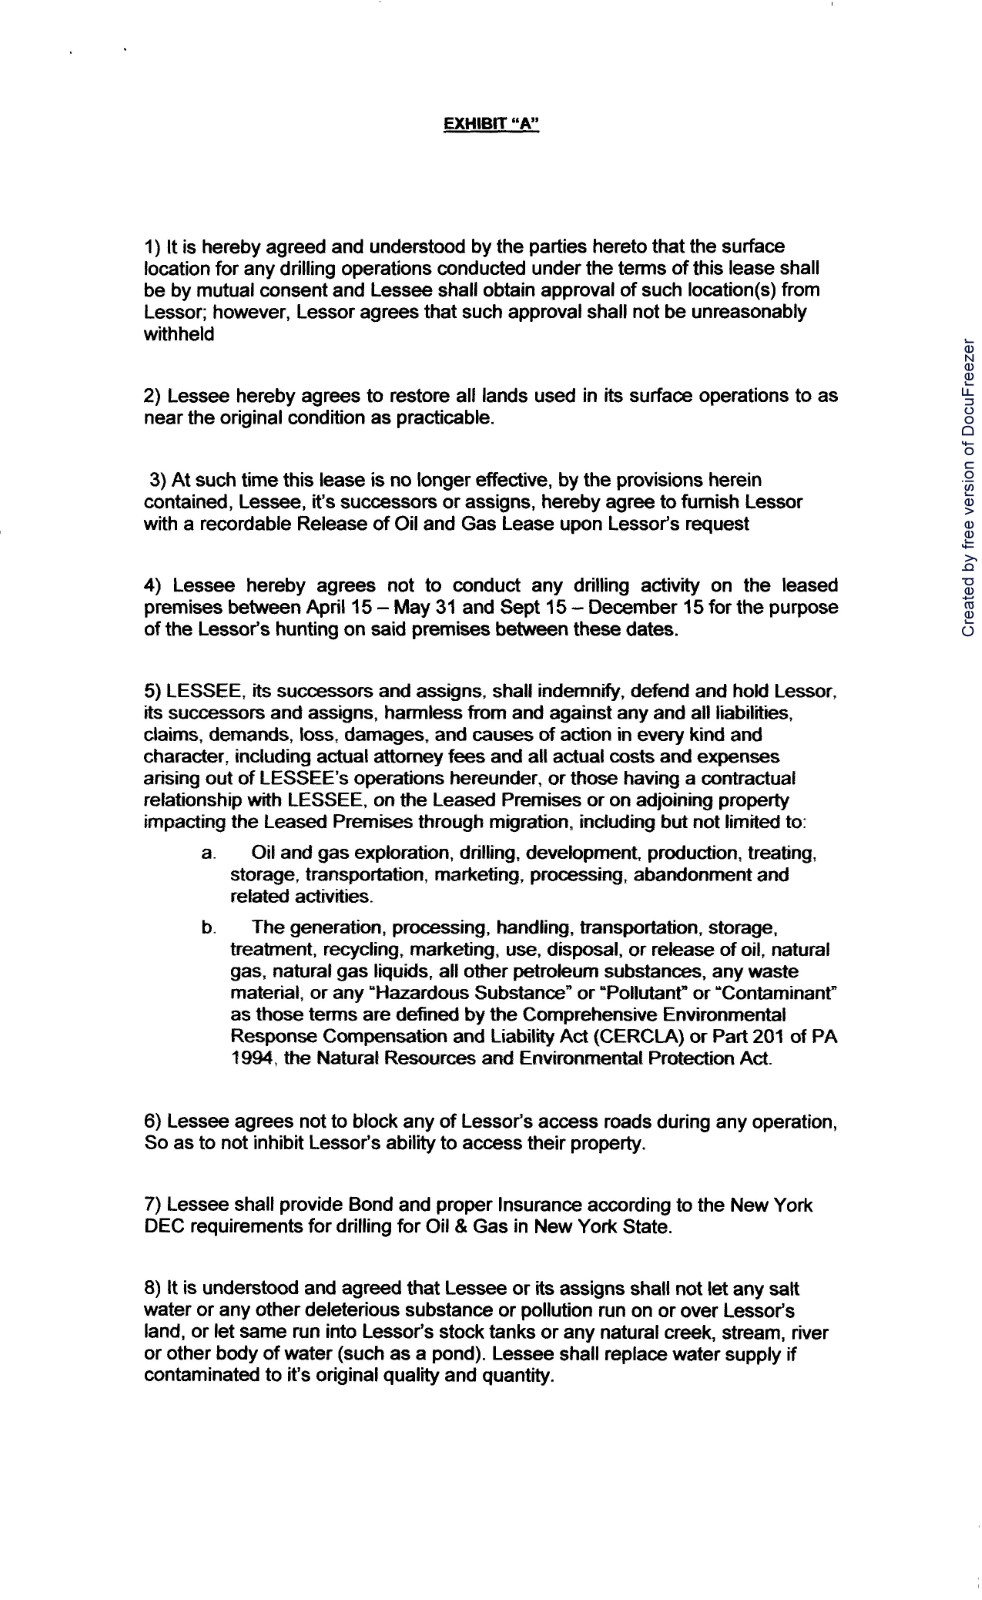 EXHIBIT “A”
1) It is hereby agreed and understood by the parties hereto that the surface
location for any drilling operations conducted under the terms of this lease shall
be by mutual consent and Lessee shall obtain approval of such location(s) from
Lessor; however, Lessor agrees that such approval shall not be unreasonably
withheld
2) Lessee hereby agrees to restore all lands used in its surface operations to as
near the original condition as practicable.
3) At such time this lease is no longer effective, by the provisions herein
contained, Lessee, it's successors or assigns, hereby agree to furnish Lessor
with a recordable Release of Oil and Gas Lease upon Lessor's request
4) Lessee hereby agrees not to conduct any drilling activity on the leased
premises between April 15 – May 31 and Sept 15 – December 15 for the purpose
of the Lessor's hunting on said premises between these dates.
5) LESSEE, its successors and assigns, shall indemnify, defend and hold Lessor,
its successors and assigns, harmless from and against any and all liabilities,
claims, demands, loss, damages, and causes of action in every kind and
character, including actual attorney fees and all actual costs and expenses
arising out of LESSEE's operations hereunder, or those having a contractual
relationship with LESSEE, on the Leased Premises or on adjoining property
impacting the Leased Premises through migration, including but not limited to:
a. Oil and gas exploration, drilling, development, production, treating,
storage, transportation, marketing, processing, abandonment and
related activities.
b. The generation, processing, handling, transportation, storage,
treatment, recycling, marketing, use, disposal, or release of oil, natural
gas, natural gas liquids, all other petroleum substances, any waste
material, or any “Hazardous Substance” or “Pollutant” or “Contaminant”
as those terms are defined by the Comprehensive Environmental
Response Compensation and Liability Act (CERCLA) or Part 201 of PA
1994, the Natural Resources and Environmental Protection Act.
6) Lessee agrees not to block any of Lessor's access roads during any operation,
So as to not inhibit Lessor's ability to access their property.
7) Lessee shall provide Bond and proper Insurance according to the New York
DEC requirements for drilling for Oil & Gas in New York State.
8) It is understood and agreed that Lessee or its assigns shall not let any salt
water or any other deleterious substance or pollution run on or over Lessor's
land, or let same run into Lessor's stock tanks or any natural creek, stream, river
or other body of water (such as a pond). Lessee shall replace water supply if
contaminated to it's original quality and quantity.
Created by free version of DocuFreezer